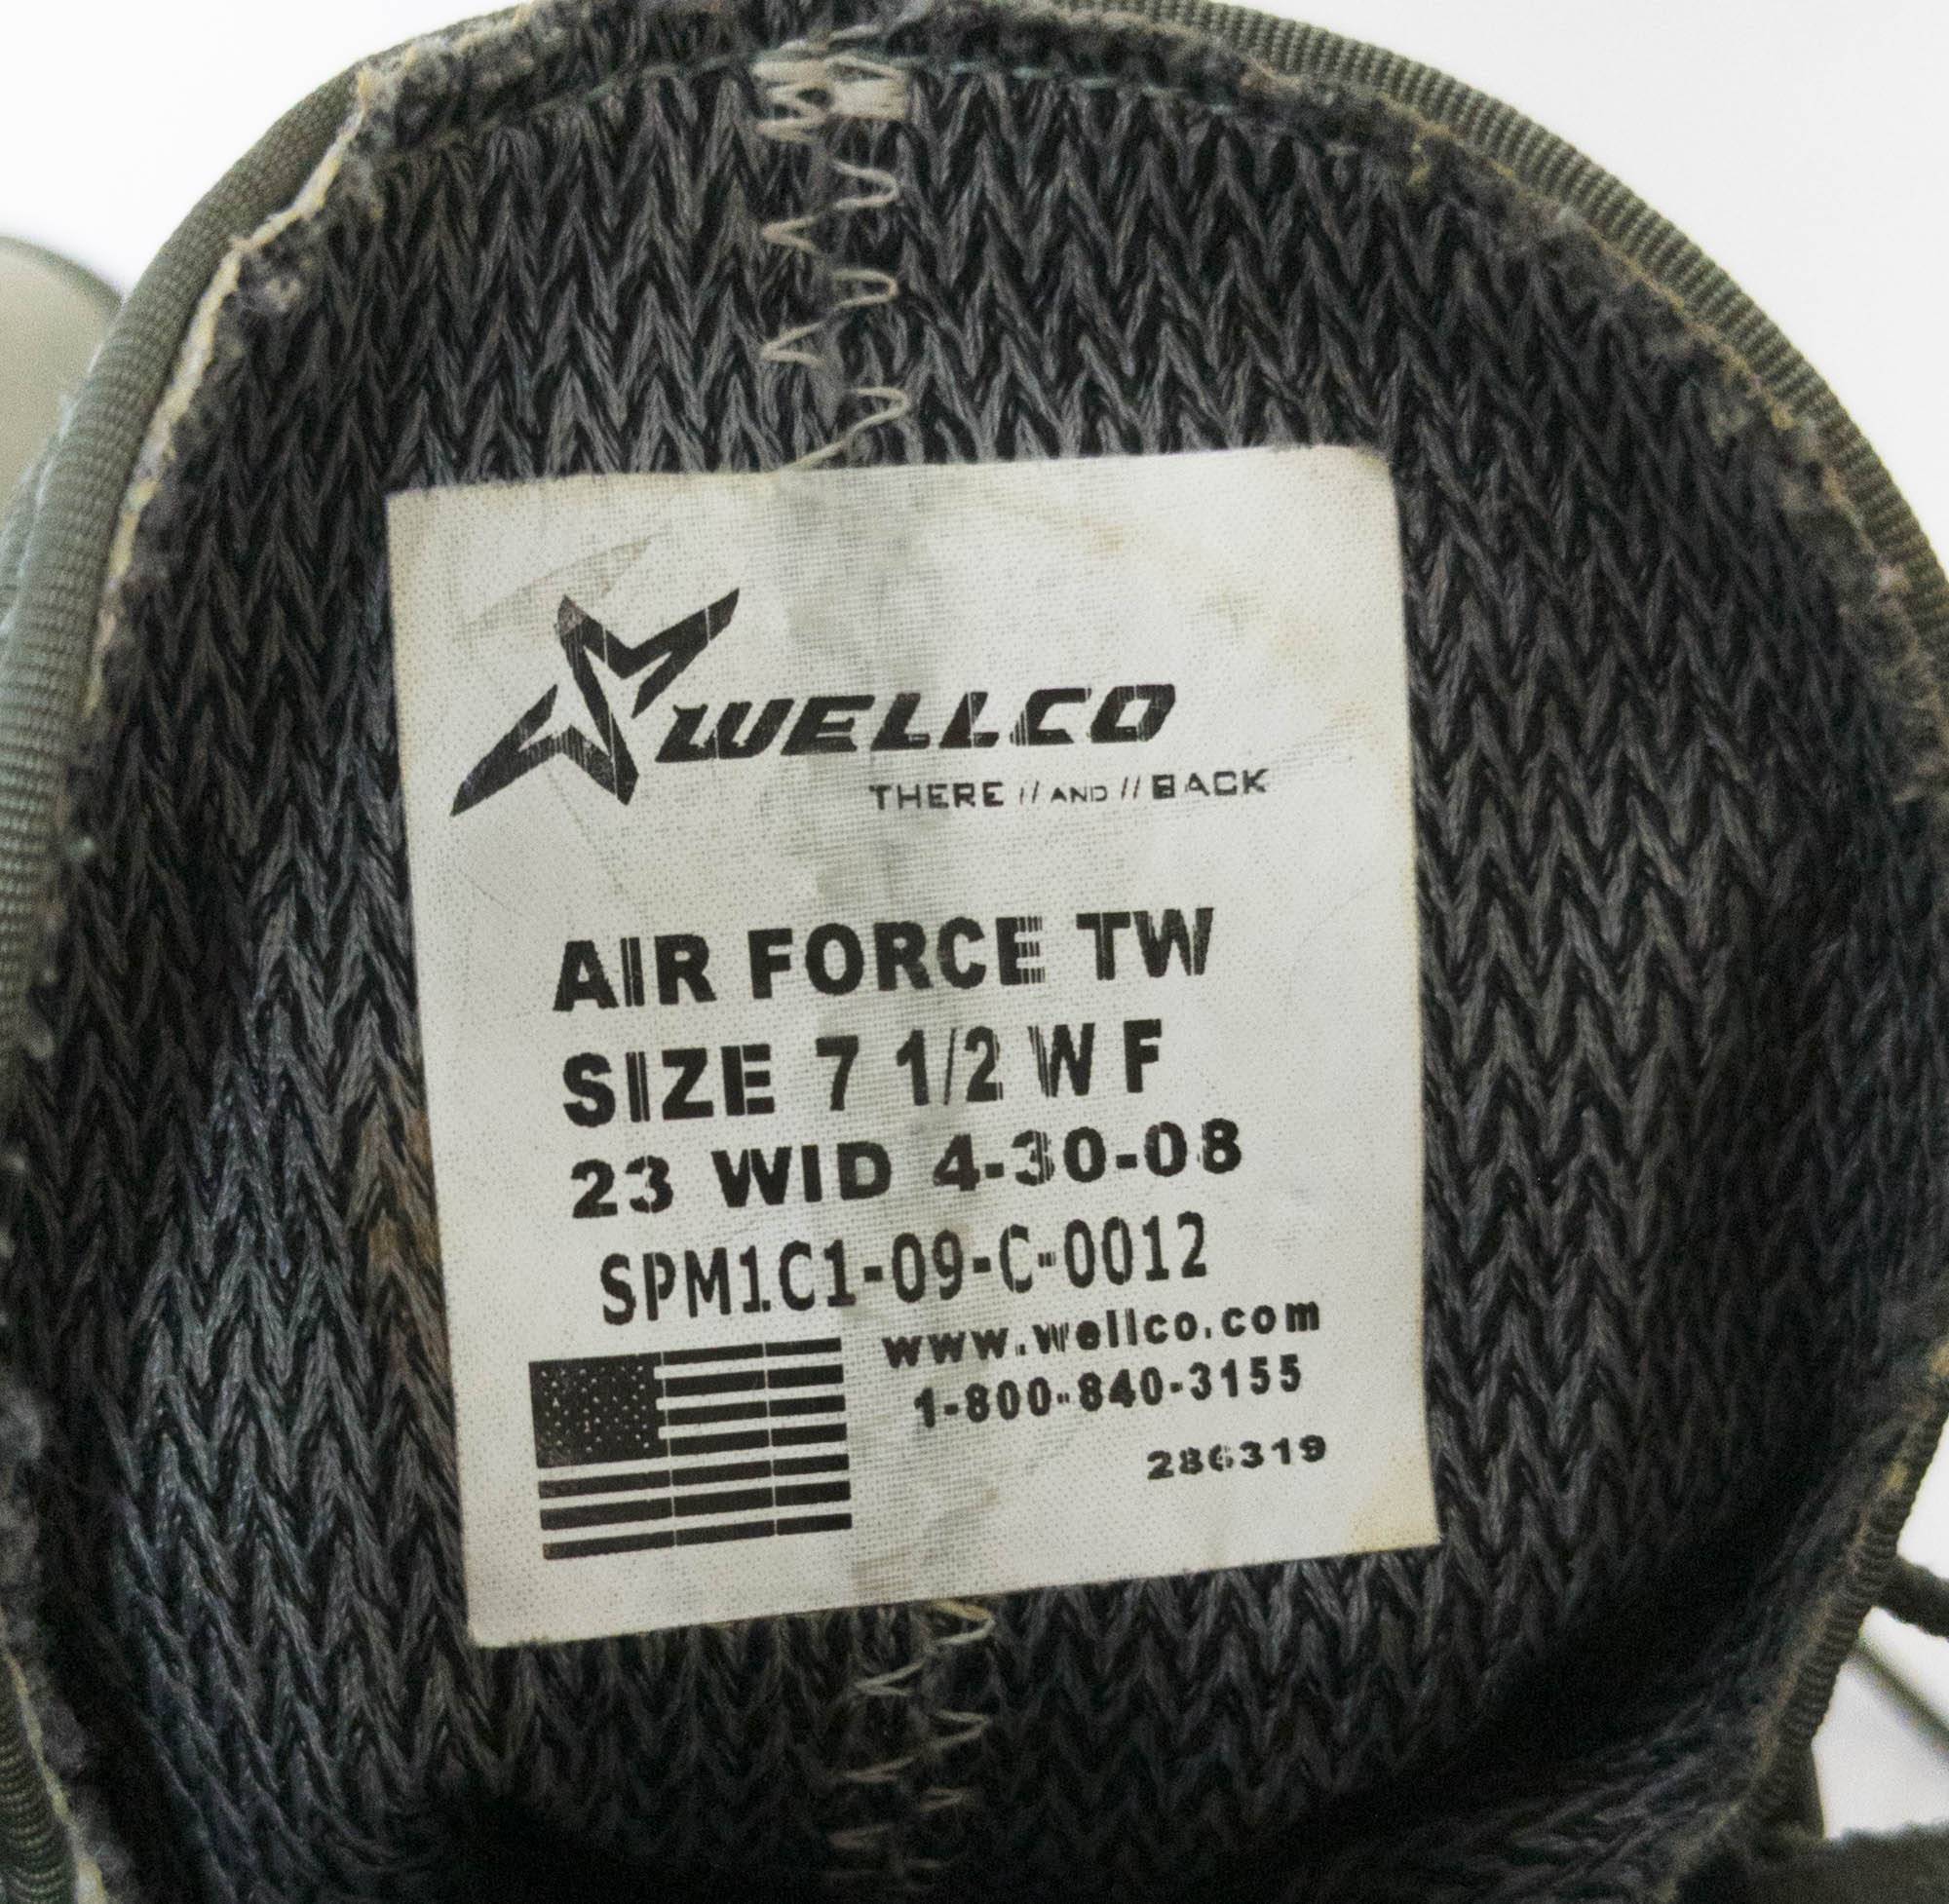 WELLCO
THERE // AND // BACK
AIR FORCE TW
SIZE 7 1/2 W F
23 WID 4-30-08
SPM1C1-09-C-0012
www.wellco.com
1-800-840-3155
286319